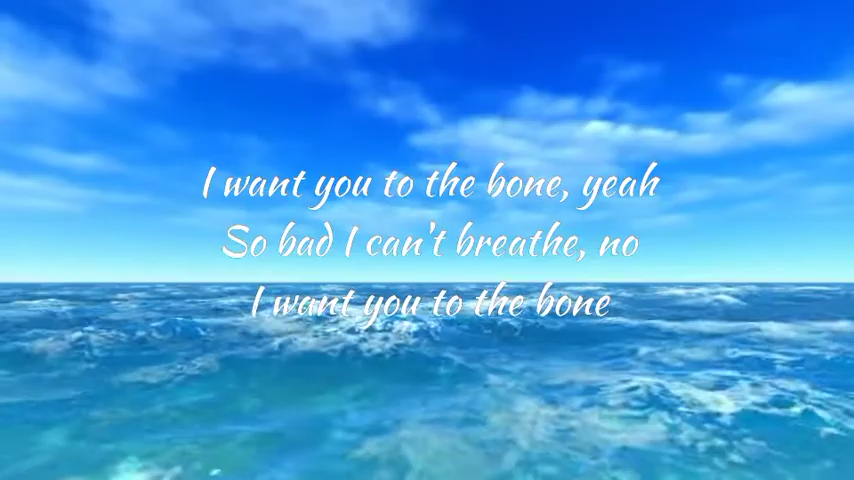 I want you to the bone, yeah
So bad I can't breathe, no
I want you to the bone